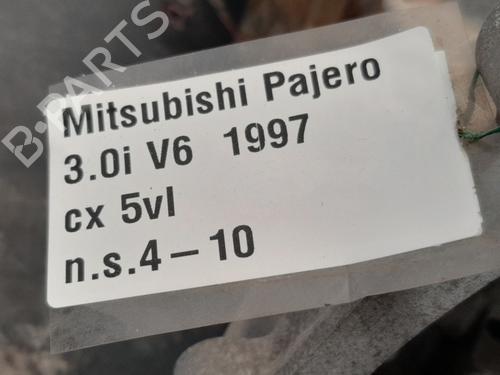 B-PARTS
Mitsubishi Pajero
3.0i V6 1997
cx 5vl
n.s.4-10